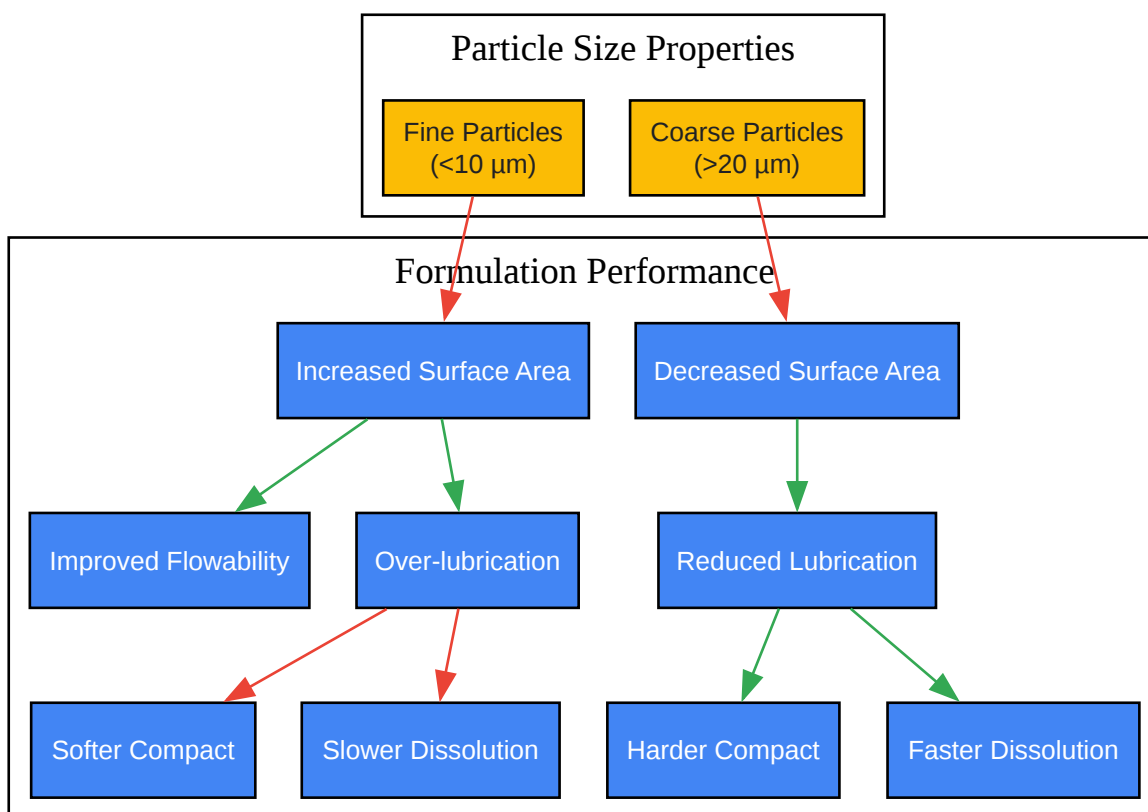 Particle Size Properties
Fine Particles
(<10 µm)
Coarse Particles
(>20 µm)
Formulation Performance
Increased Surface Area
Decreased Surface Area
Improved Flowability
Over-lubrication
Reduced Lubrication
Softer Compact
Slower Dissolution
Harder Compact
Faster Dissolution